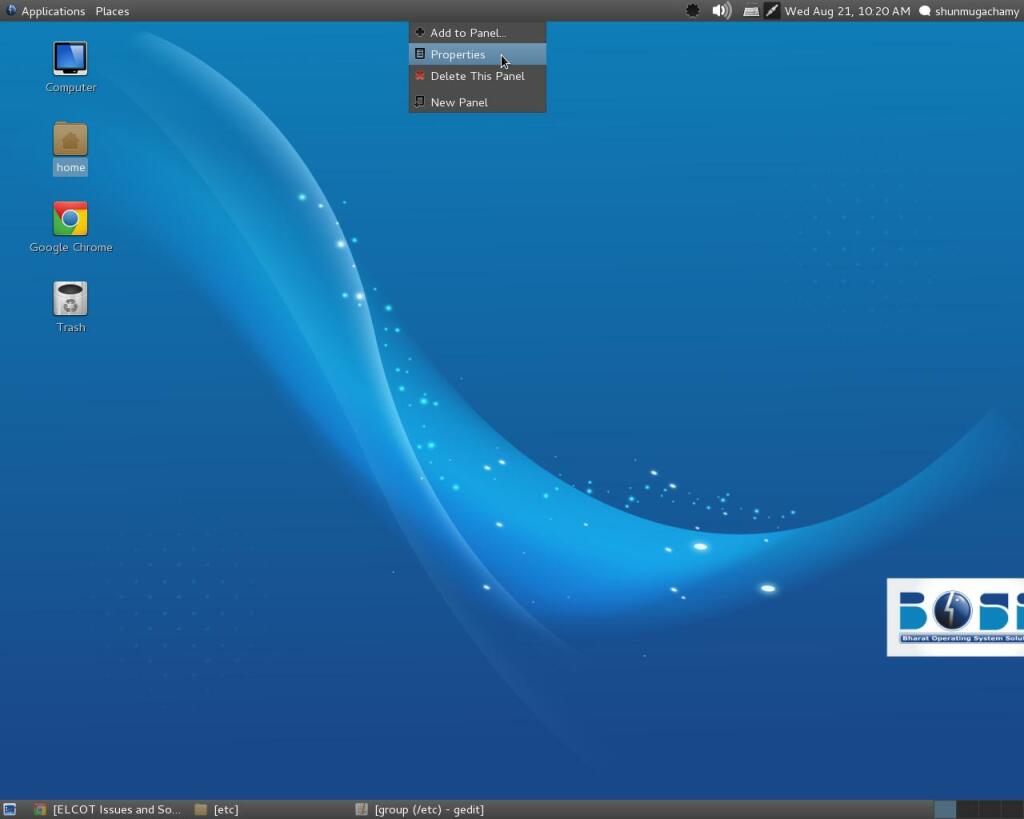 Applications Places
Wed Aug 21, 10:20 AM shunmugachamy
Add to Panel...
Properties
Delete This Panel
New Panel
Computer
home
Google Chrome
Trash
BOSS
Bharat Operating System Solu
[ELCOT Issues and So... [etc] [group (/etc) - gedit]